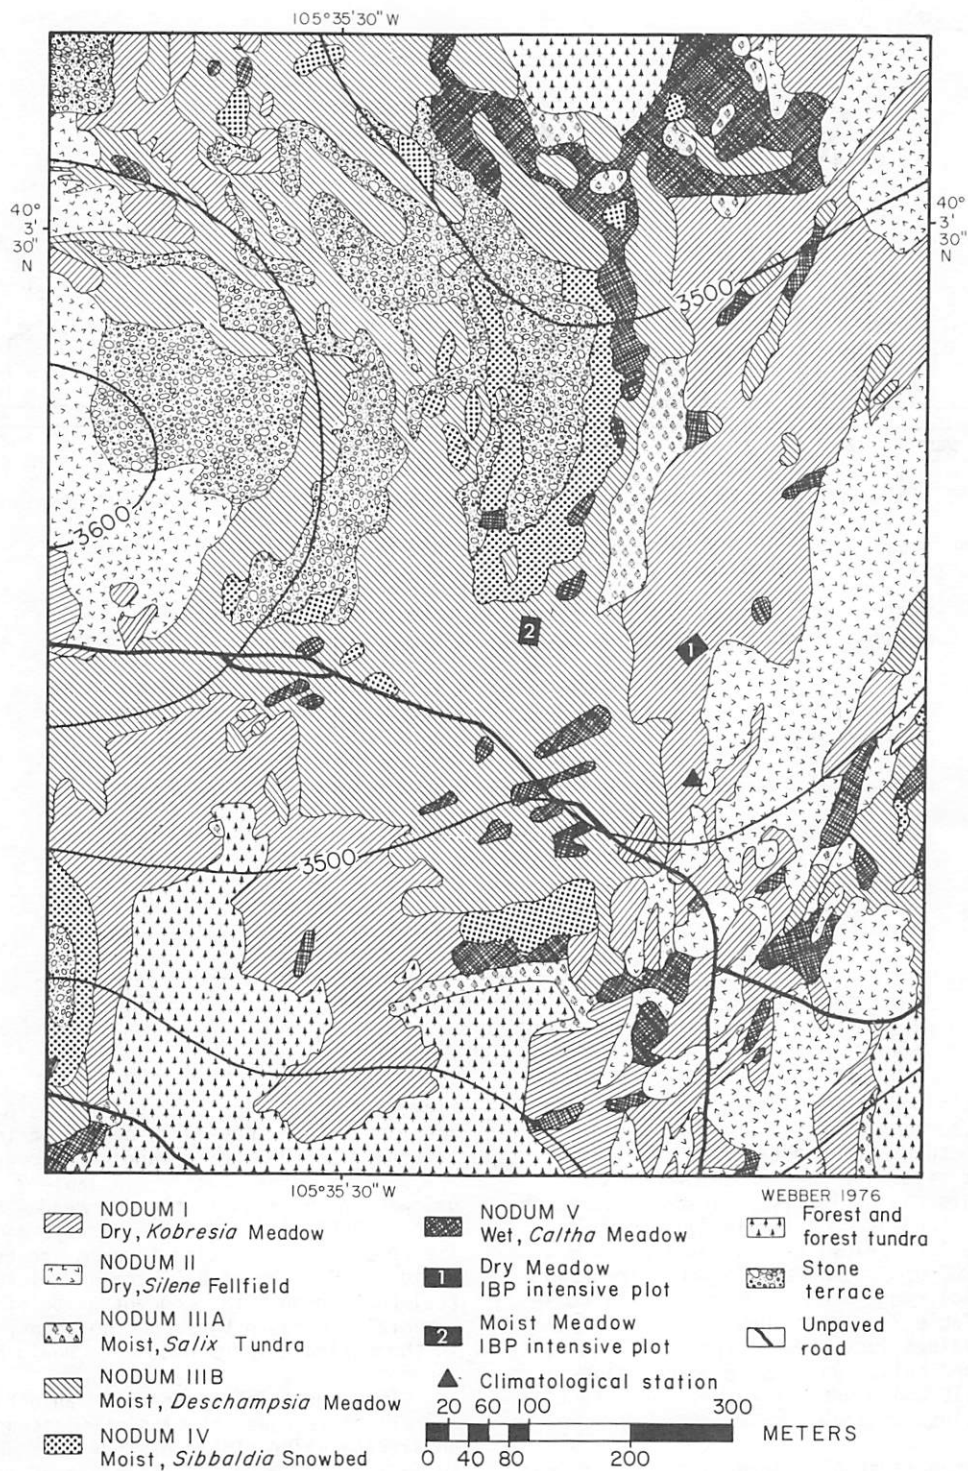 105°35'30" W
40°
3'
30"
N
40°
3'
30"
N
3500
3600
2
1
3500
105°35'30" W
WEBBER 1976
NODUM I
Dry, Kobresia Meadow
NODUM II
Dry, Silene Fellfield
NODUM IIIA
Moist, Salix Tundra
NODUM IIIB
Moist, Deschampsia Meadow
NODUM IV
Moist, Sibbaldia Snowbed
NODUM V
Wet, Caltha Meadow
1 Dry Meadow
IBP intensive plot
2 Moist Meadow
IBP intensive plot
Climatological station
Forest and
forest tundra
Stone
terrace
Unpaved
road
20 60 100 300
METERS
0 40 80 200